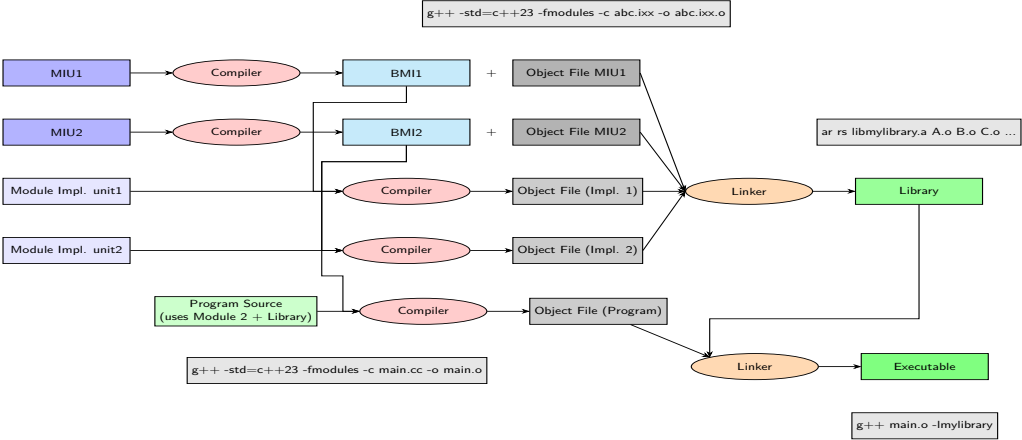 g++ -std=c++23 -fmodules -c abc.ixx -o abc.ixx.o
MIU1
Compiler
BMI1
+
Object File MIU1
MIU2
Compiler
BMI2
+
Object File MIU2
ar rs libmylibrary.a A.o B.o C.o ...
Module Impl. unit1
Compiler
Object File (Impl. 1)
Linker
Library
Module Impl. unit2
Compiler
Object File (Impl. 2)
Program Source
(uses Module 2 + Library)
Compiler
Object File (Program)
g++ -std=c++23 -fmodules -c main.cc -o main.o
Linker
Executable
g++ main.o -lmylibrary